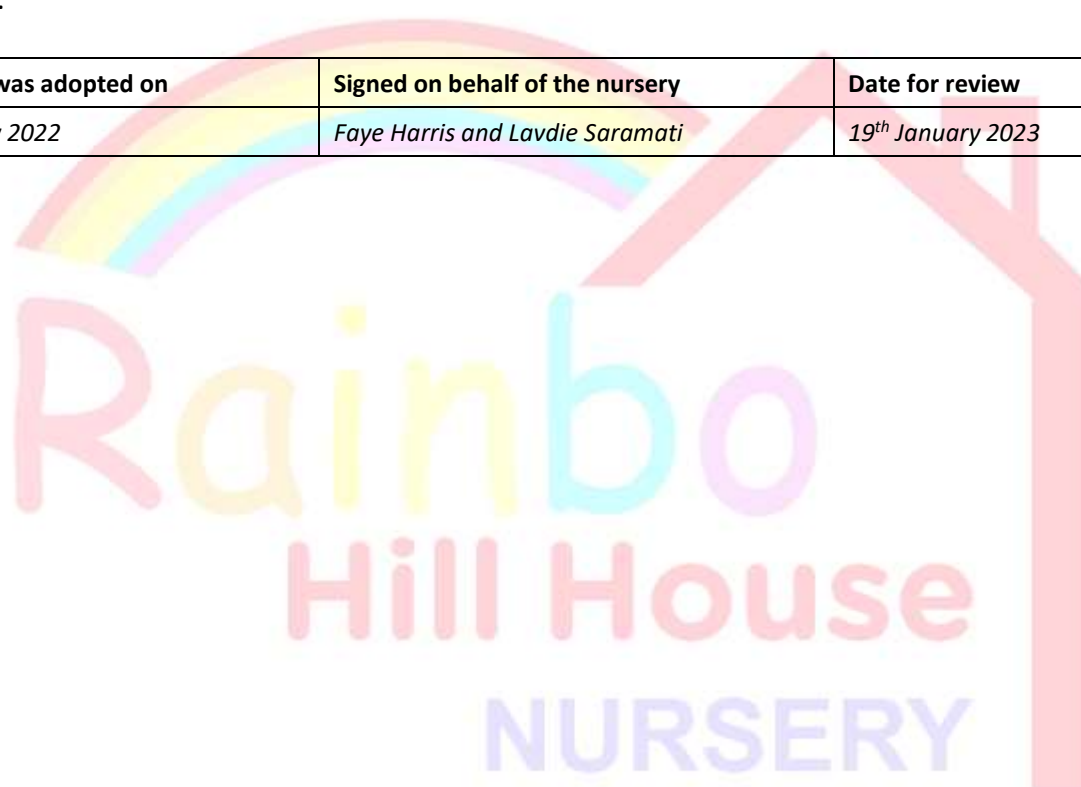 was adopted on Signed on behalf of the nursery Date for review
2022 Faye Harris and Lavdie Saramati 19th January 2023
Rainbo
Hill House
NURSERY